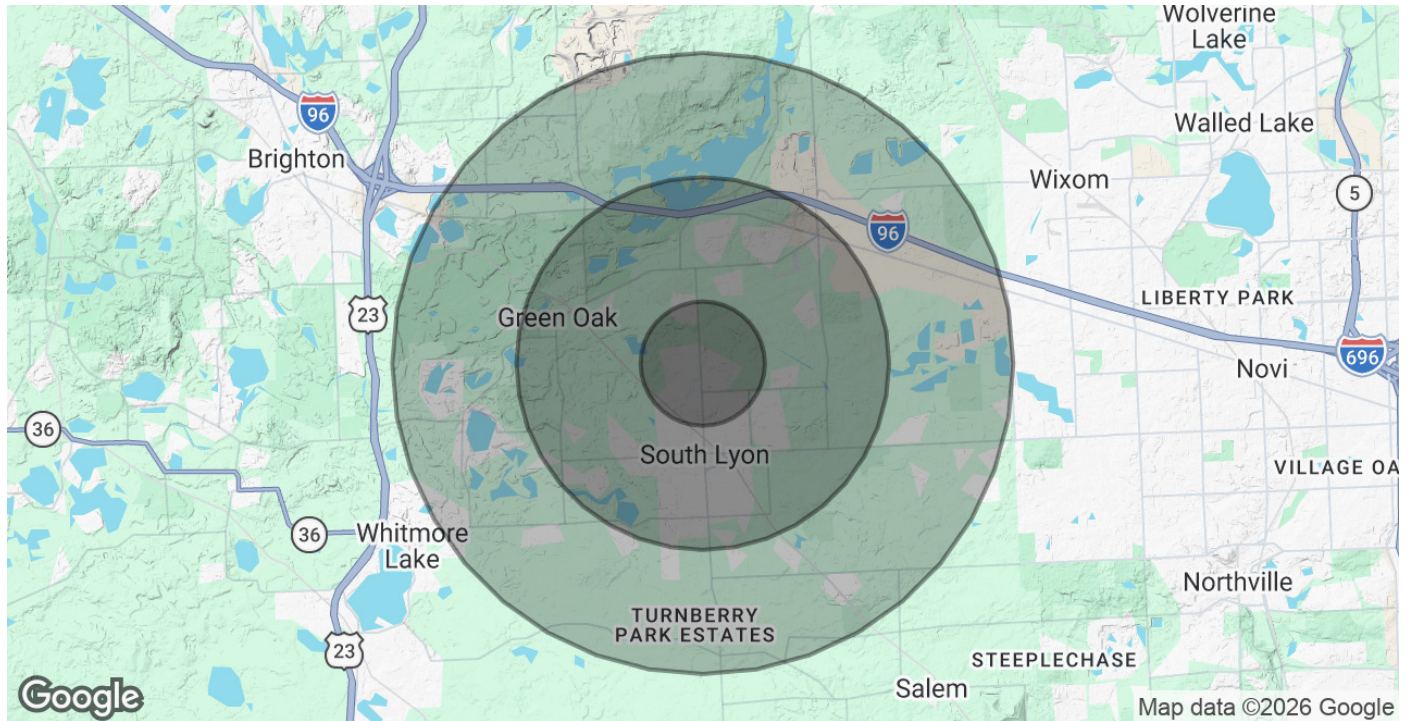 Wolverine
Lake
96
Brighton
Walled Lake
Wixom
5
96
23
Green Oak
LIBERTY PARK
696
Novi
36
South Lyon
VILLAGE OA
36
Whitmore
Lake
Northville
TURNBERRY
PARK ESTATES
23
STEEPLECHASE
Salem
Google
Map data ©2026 Google